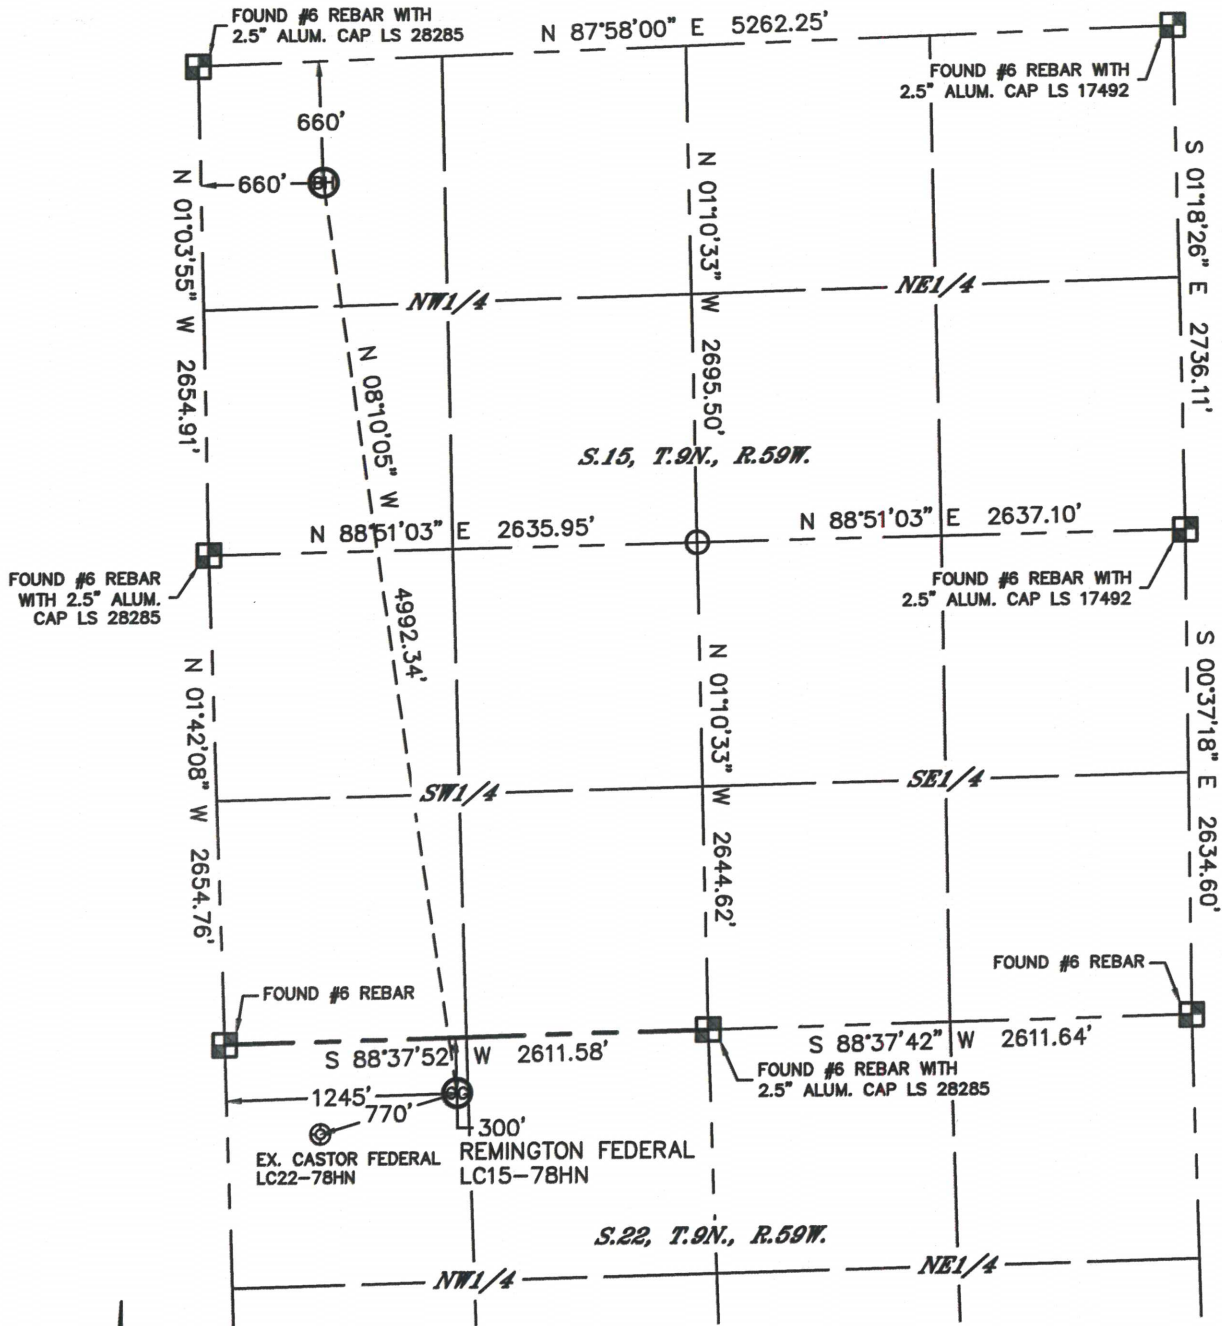 FOUND #6 REBAR WITH
2.5" ALUM. CAP LS 28285
N 87°58'00" E 5262.25'
FOUND #6 REBAR WITH
2.5" ALUM. CAP LS 17492
660'
660'
BH
N 01°03'55" W 2654.91'
N 01°10'33" W 2695.50'
S 01°18'26" E 2736.11'
NW1/4
NE1/4
N 08°10'05" W 4992.34'
S.15, T.9N., R.59W.
N 88°51'03" E 2635.95'
N 88°51'03" E 2637.10'
FOUND #6 REBAR
WITH 2.5" ALUM.
CAP LS 28285
FOUND #6 REBAR WITH
2.5" ALUM. CAP LS 17492
N 01°42'08" W 2654.76'
N 01°10'33" W 2644.62'
S 00°37'18" E 2634.60'
SW1/4
SE1/4
FOUND #6 REBAR
FOUND #6 REBAR
S 88°37'52" W 2611.58'
S 88°37'42" W 2611.64'
FOUND #6 REBAR WITH
2.5" ALUM. CAP LS 28285
1245'
770'
300'
EX. CASTOR FEDERAL
LC22-78HN
REMINGTON FEDERAL
LC15-78HN
S.22, T.9N., R.59W.
NW1/4
NE1/4